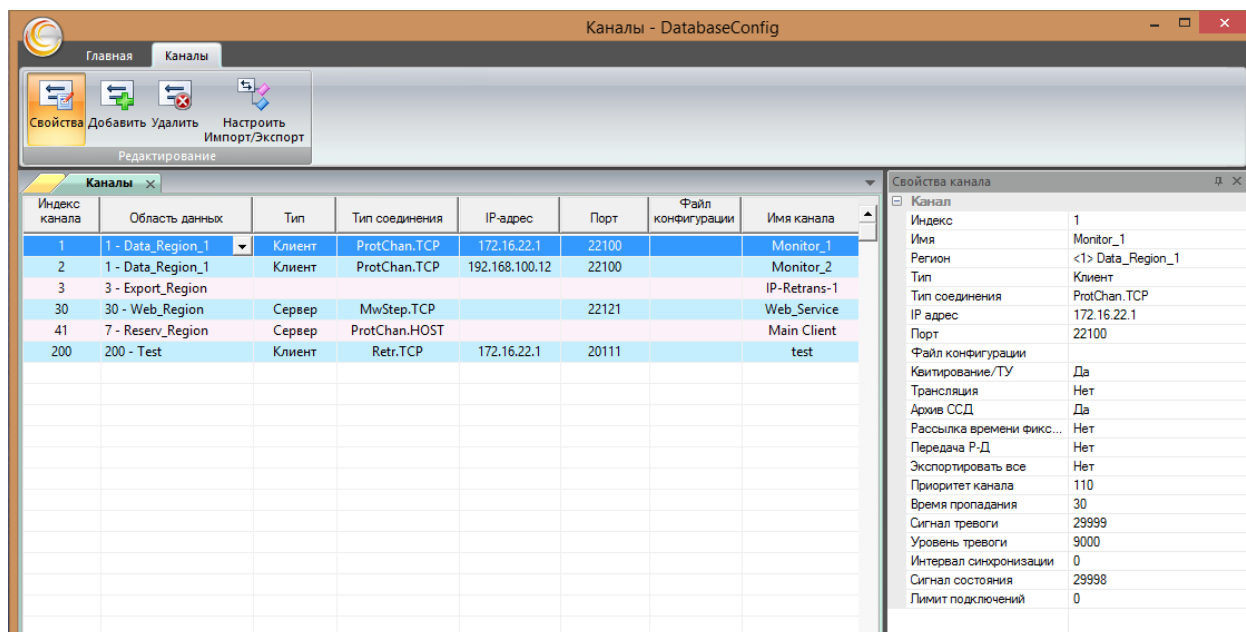 Каналы - DatabaseConfig
Главная Каналы
Свойства Добавить Удалить Настроить Импорт/Экспорт
Редактирование
Каналы
Индекс канала Область данных Тип Тип соединения IP-адрес Порт Файл конфигурации Имя канала
1 1 - Data_Region_1 Клиент ProtChan.TCP 172.16.22.1 22100 Monitor_1
2 1 - Data_Region_1 Клиент ProtChan.TCP 192.168.100.12 22100 Monitor_2
3 3 - Export_Region IP-Retrans-1
30 30 - Web_Region Сервер MwStep.TCP 22121 Web_Service
41 7 - Reserv_Region Сервер ProtChan.HOST Main Client
200 200 - Test Клиент Retr.TCP 172.16.22.1 20111 test
Свойства канала
Канал
Индекс 1
Имя Monitor_1
Регион <1> Data_Region_1
Тип Клиент
Тип соединения ProtChan.TCP
IP адрес 172.16.22.1
Порт 22100
Файл конфигурации
Квитирование/ТУ Да
Трансляция Нет
Архив ССД Да
Рассылка времени фикс... Нет
Передача Р-Д Нет
Экспортировать все Нет
Приоритет канала 110
Время пропадания 30
Сигнал тревоги 29999
Уровень тревоги 9000
Интервал синхронизации 0
Сигнал состояния 29998
Лимит подключений 0